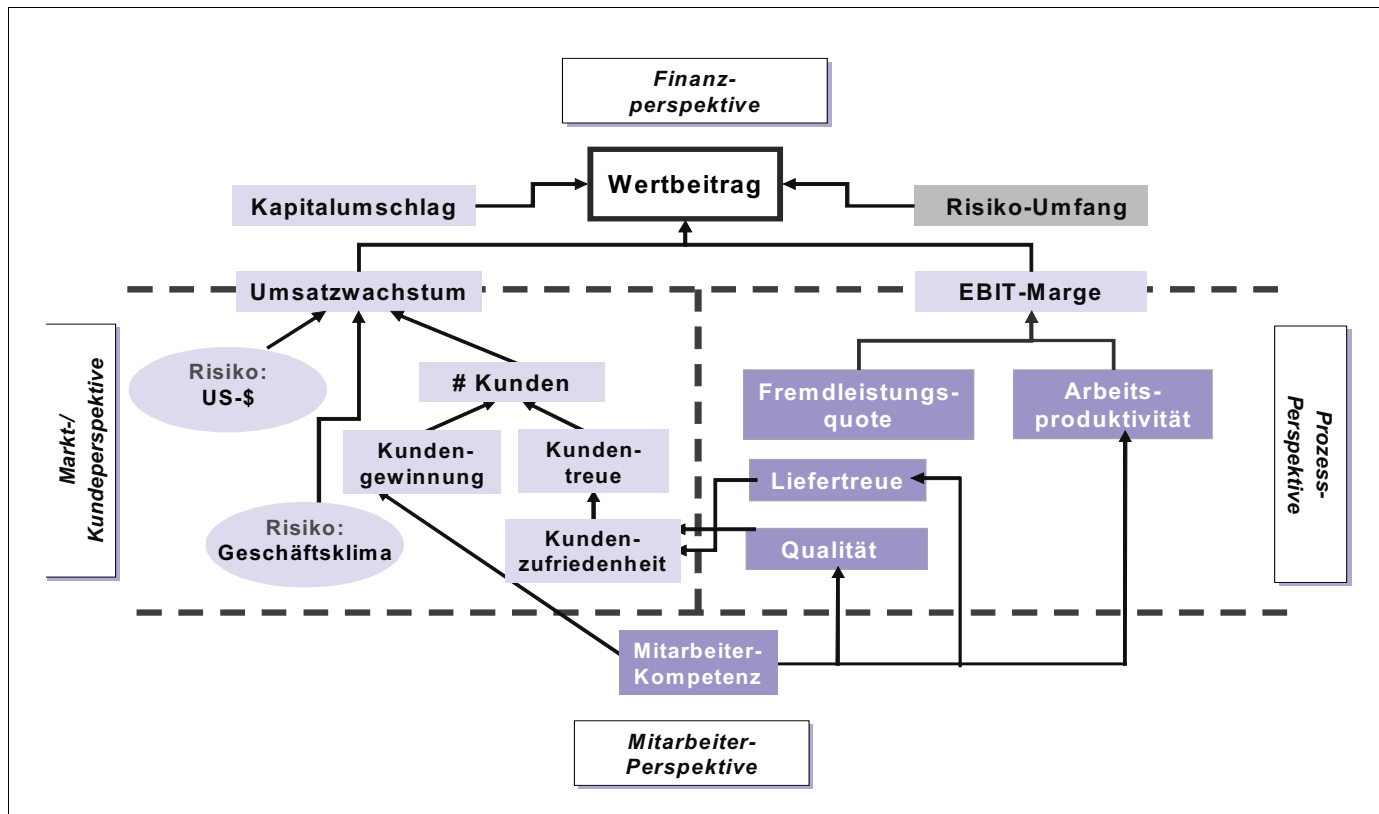 Finanz-
perspektive
Wertbeitrag
Kapitalumschlag
Risiko-Umfang
Umsatzwachstum
EBIT-Marge
Markt-/
Kundeperspektive
Risiko:
US-$
# Kunden
Fremdleistungs-
quote
Arbeits-
produktivität
Prozess-
Perspektive
Kunden-
gewinnung
Kunden-
treue
Liefertreue
Risiko:
Geschäftsklima
Kunden-
zufriedenheit
Qualität
Mitarbeiter-
Kompetenz
Mitarbeiter-
Perspektive